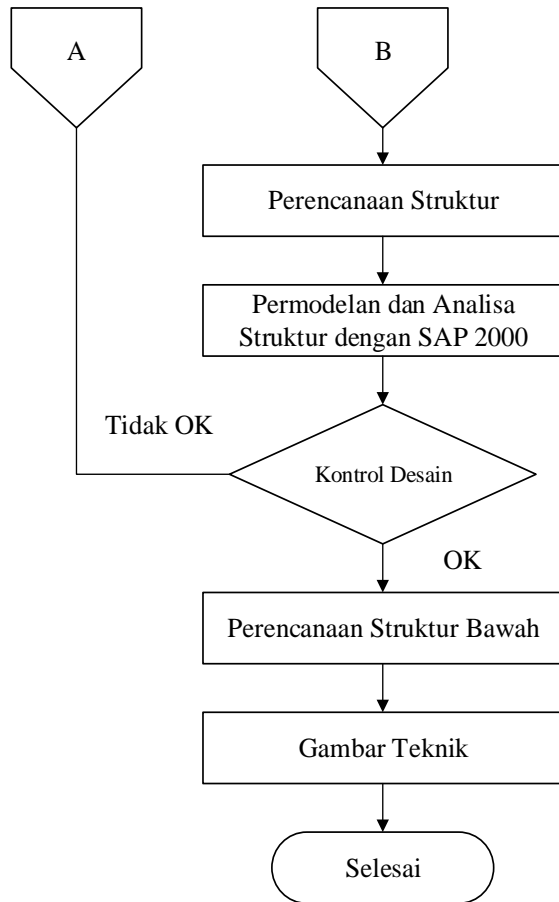 A
B
Perencanaan Struktur
Permodelan dan Analisa
Struktur dengan SAP 2000
Tidak OK
Kontrol Desain
OK
Perencanaan Struktur Bawah
Gambar Teknik
Selesai